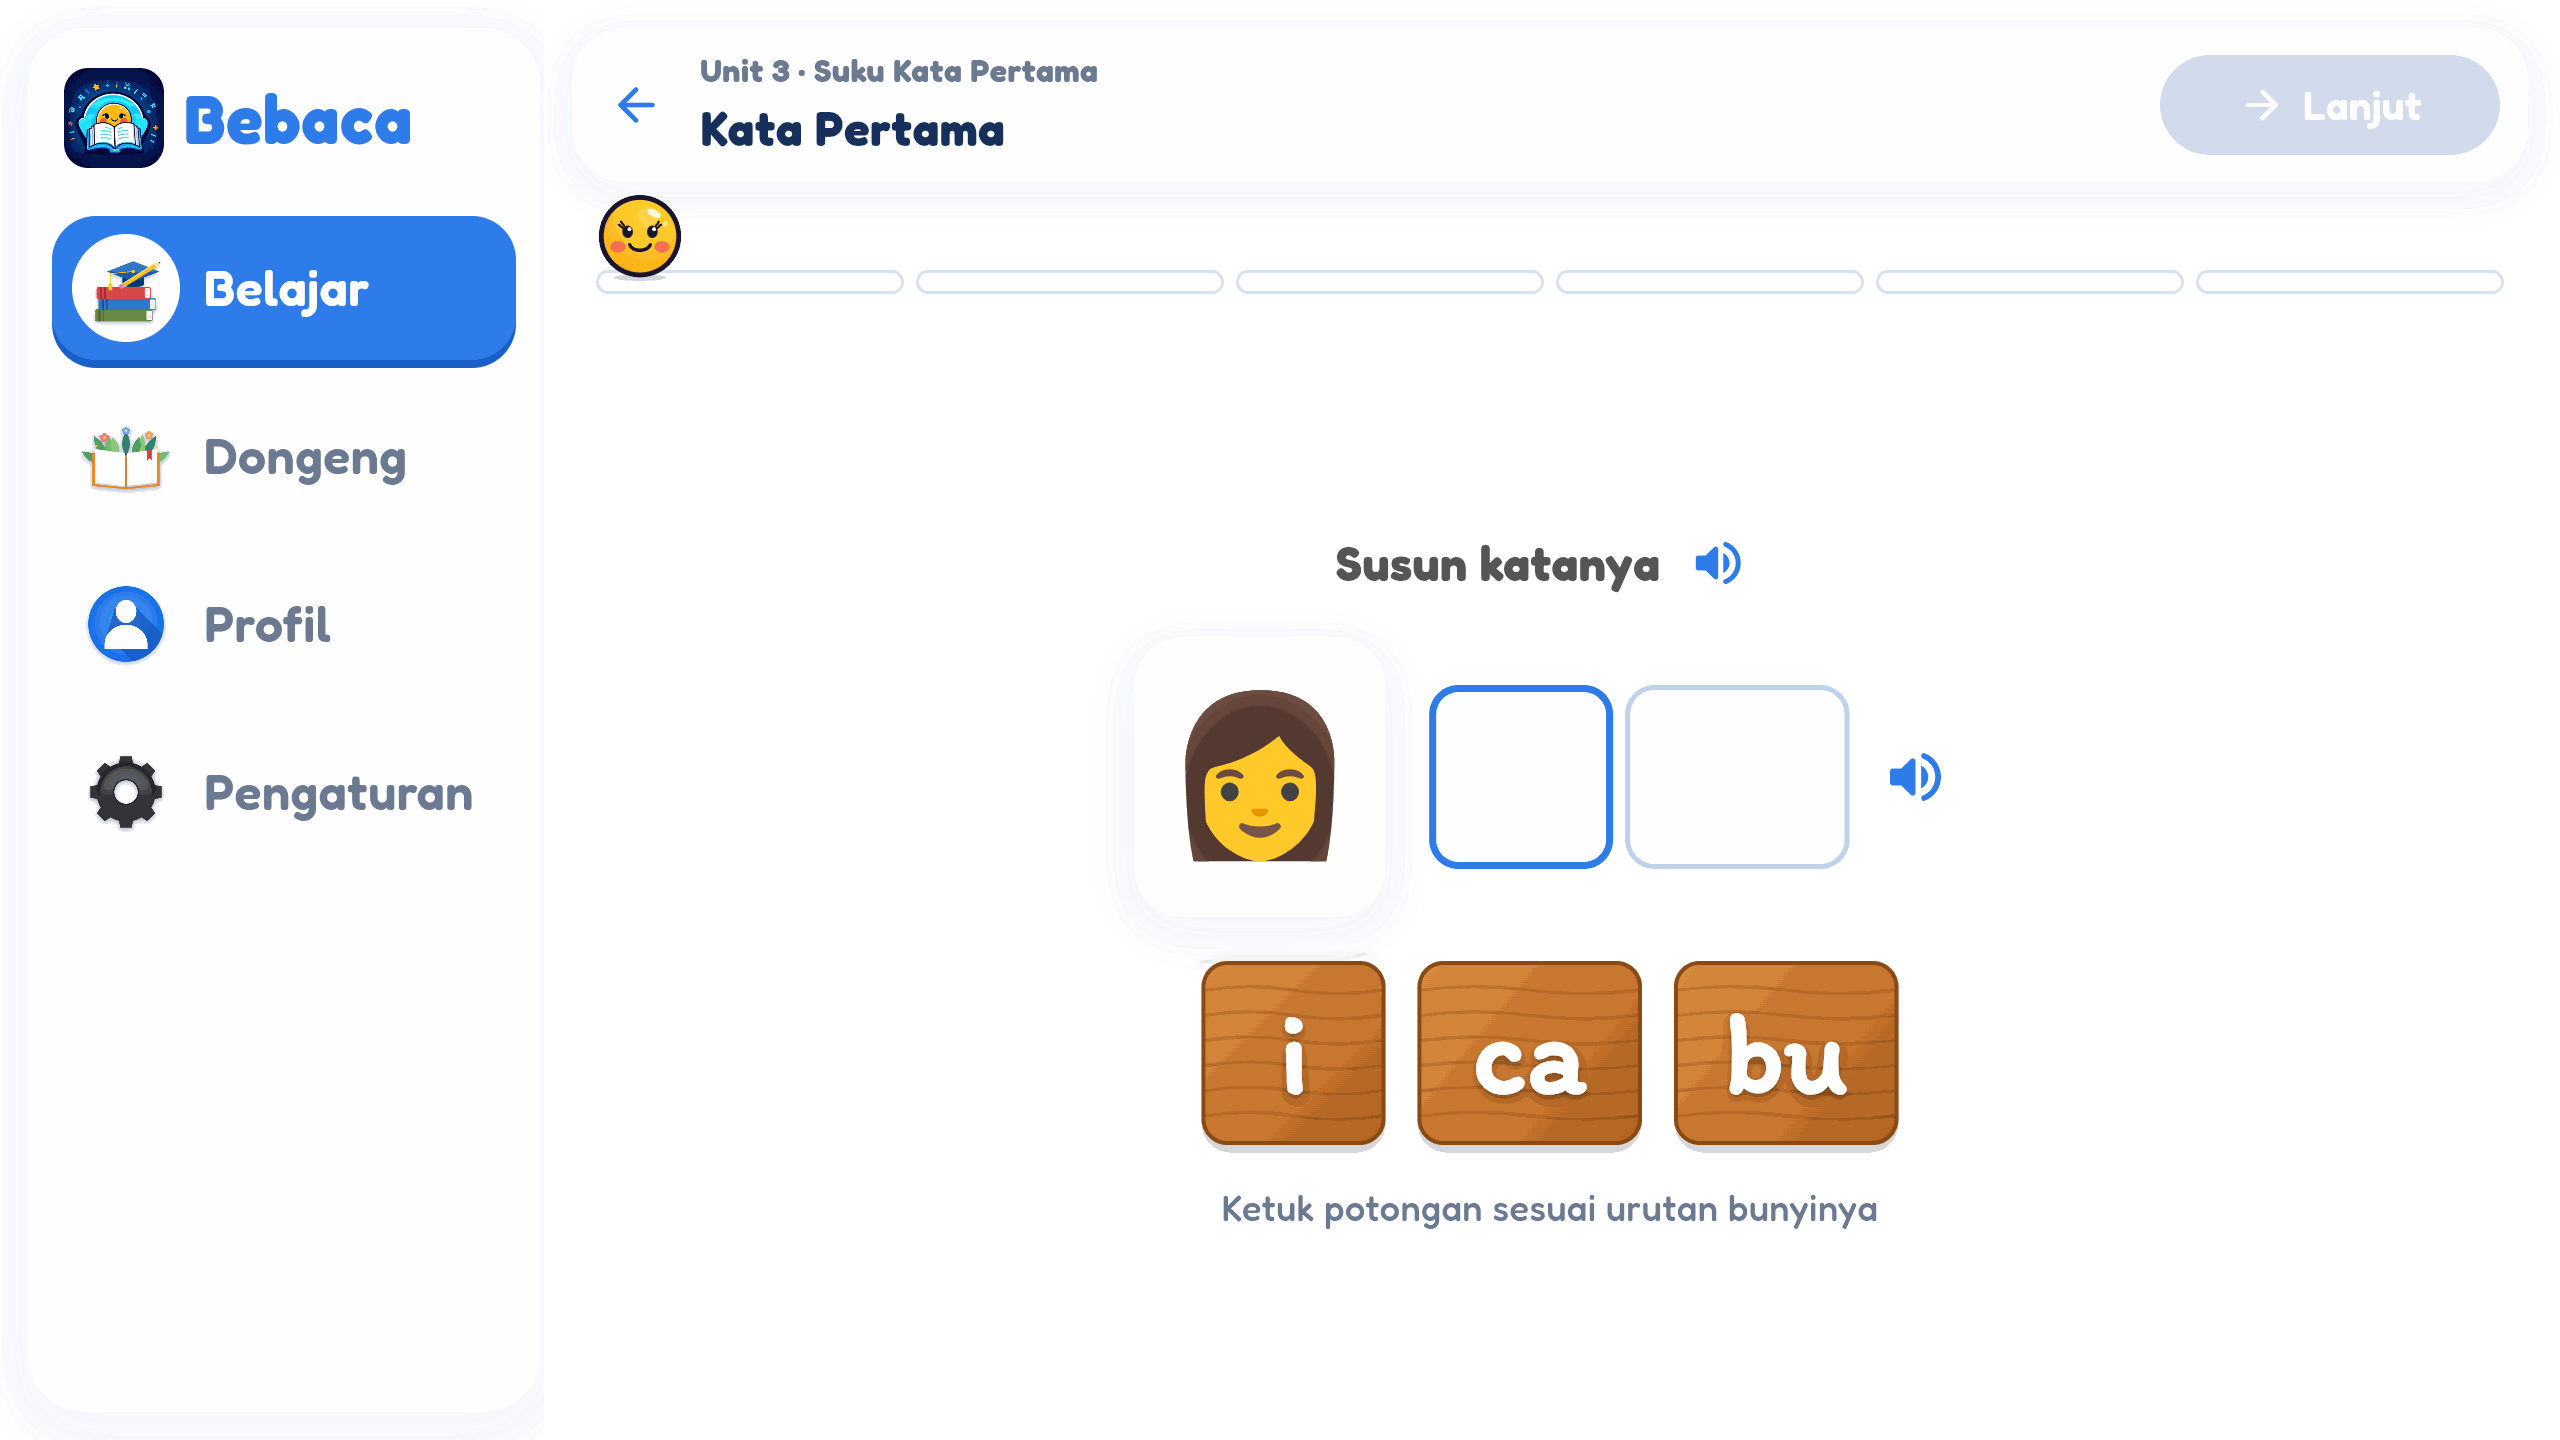 Bebaca
Belajar
Dongeng
Profil
Pengaturan
Unit 3 · Suku Kata Pertama
Kata Pertama
Lanjut
Susun katanya
i
ca
bu
Ketuk potongan sesuai urutan bunyinya